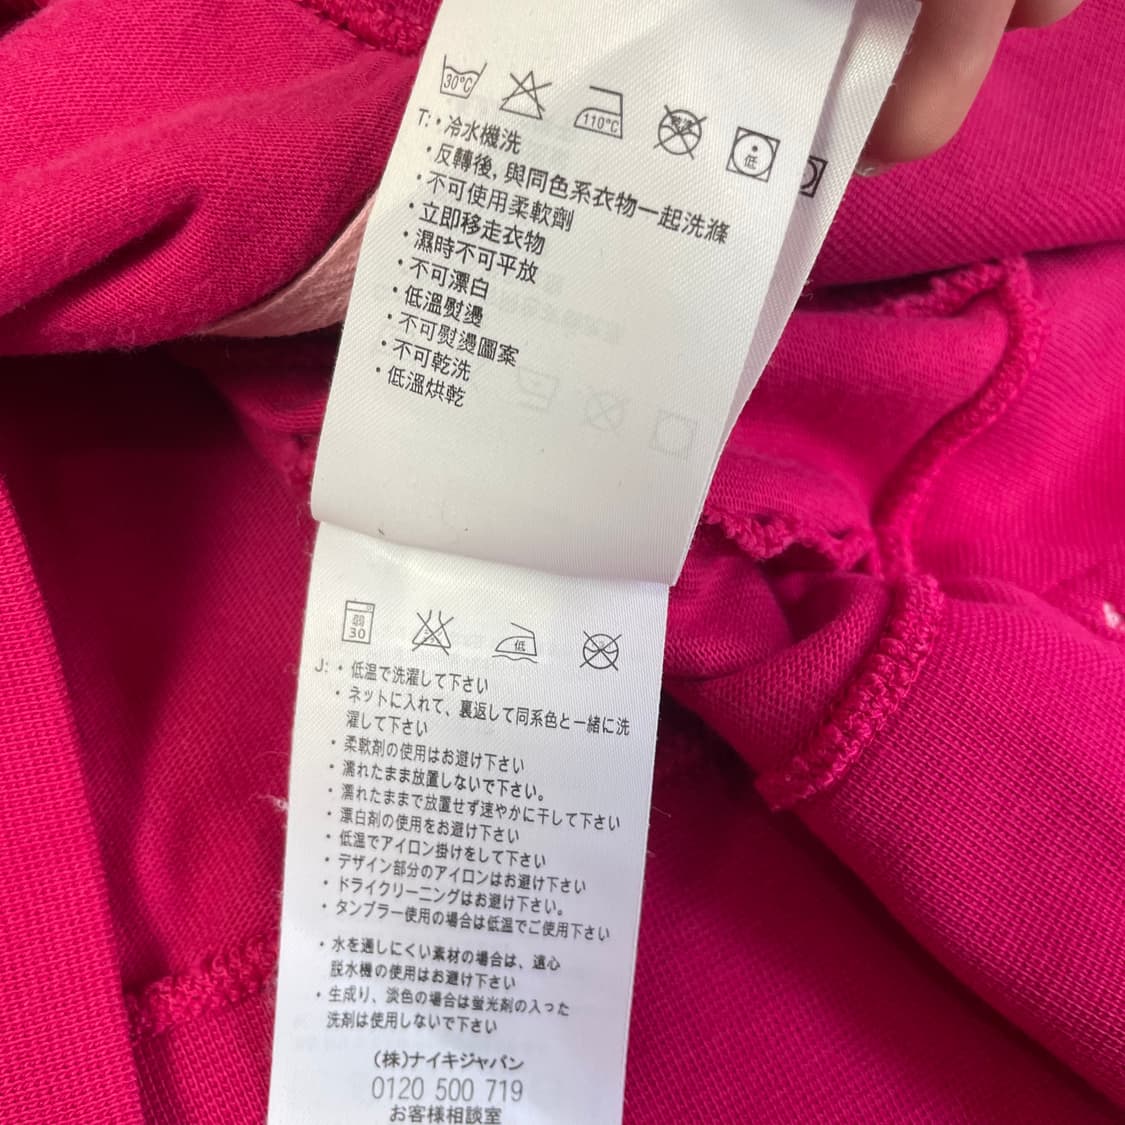 30°C
110°C
乾洗
低
T: • 冷水機洗
• 反轉後, 與同色系衣物一起洗滌
• 不可使用柔軟劑
• 立即移走衣物
• 濕時不可平放
• 不可漂白
• 低溫熨燙
• 不可熨燙圖案
• 不可乾洗
• 低溫烘乾
弱
30
低
J: • 低温で洗濯して下さい
• ネットに入れて、裏返して同系色と一緒に洗
濯して下さい
• 柔軟剤の使用はお避け下さい
• 濡れたまま放置しないで下さい。
• 濡れたままで放置せず速やかに干して下さい
• 漂白剤の使用をお避け下さい
• 低温でアイロン掛けをして下さい
• デザイン部分のアイロンはお避け下さい
• ドライクリーニングはお避け下さい。
• タンブラー使用の場合は低温でご使用下さい
• 水を通しにくい素材の場合は、遠心
脱水機の使用はお避け下さい
• 生成り、淡色の場合は蛍光剤の入った
洗剤は使用しないで下さい
(株)ナイキジャパン
0120 500 719
お客様相談室